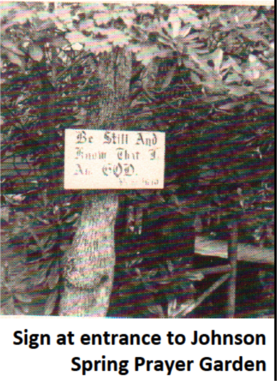 Be Still And
Know That I
Am GOD.
Sign at entrance to Johnson
Spring Prayer Garden